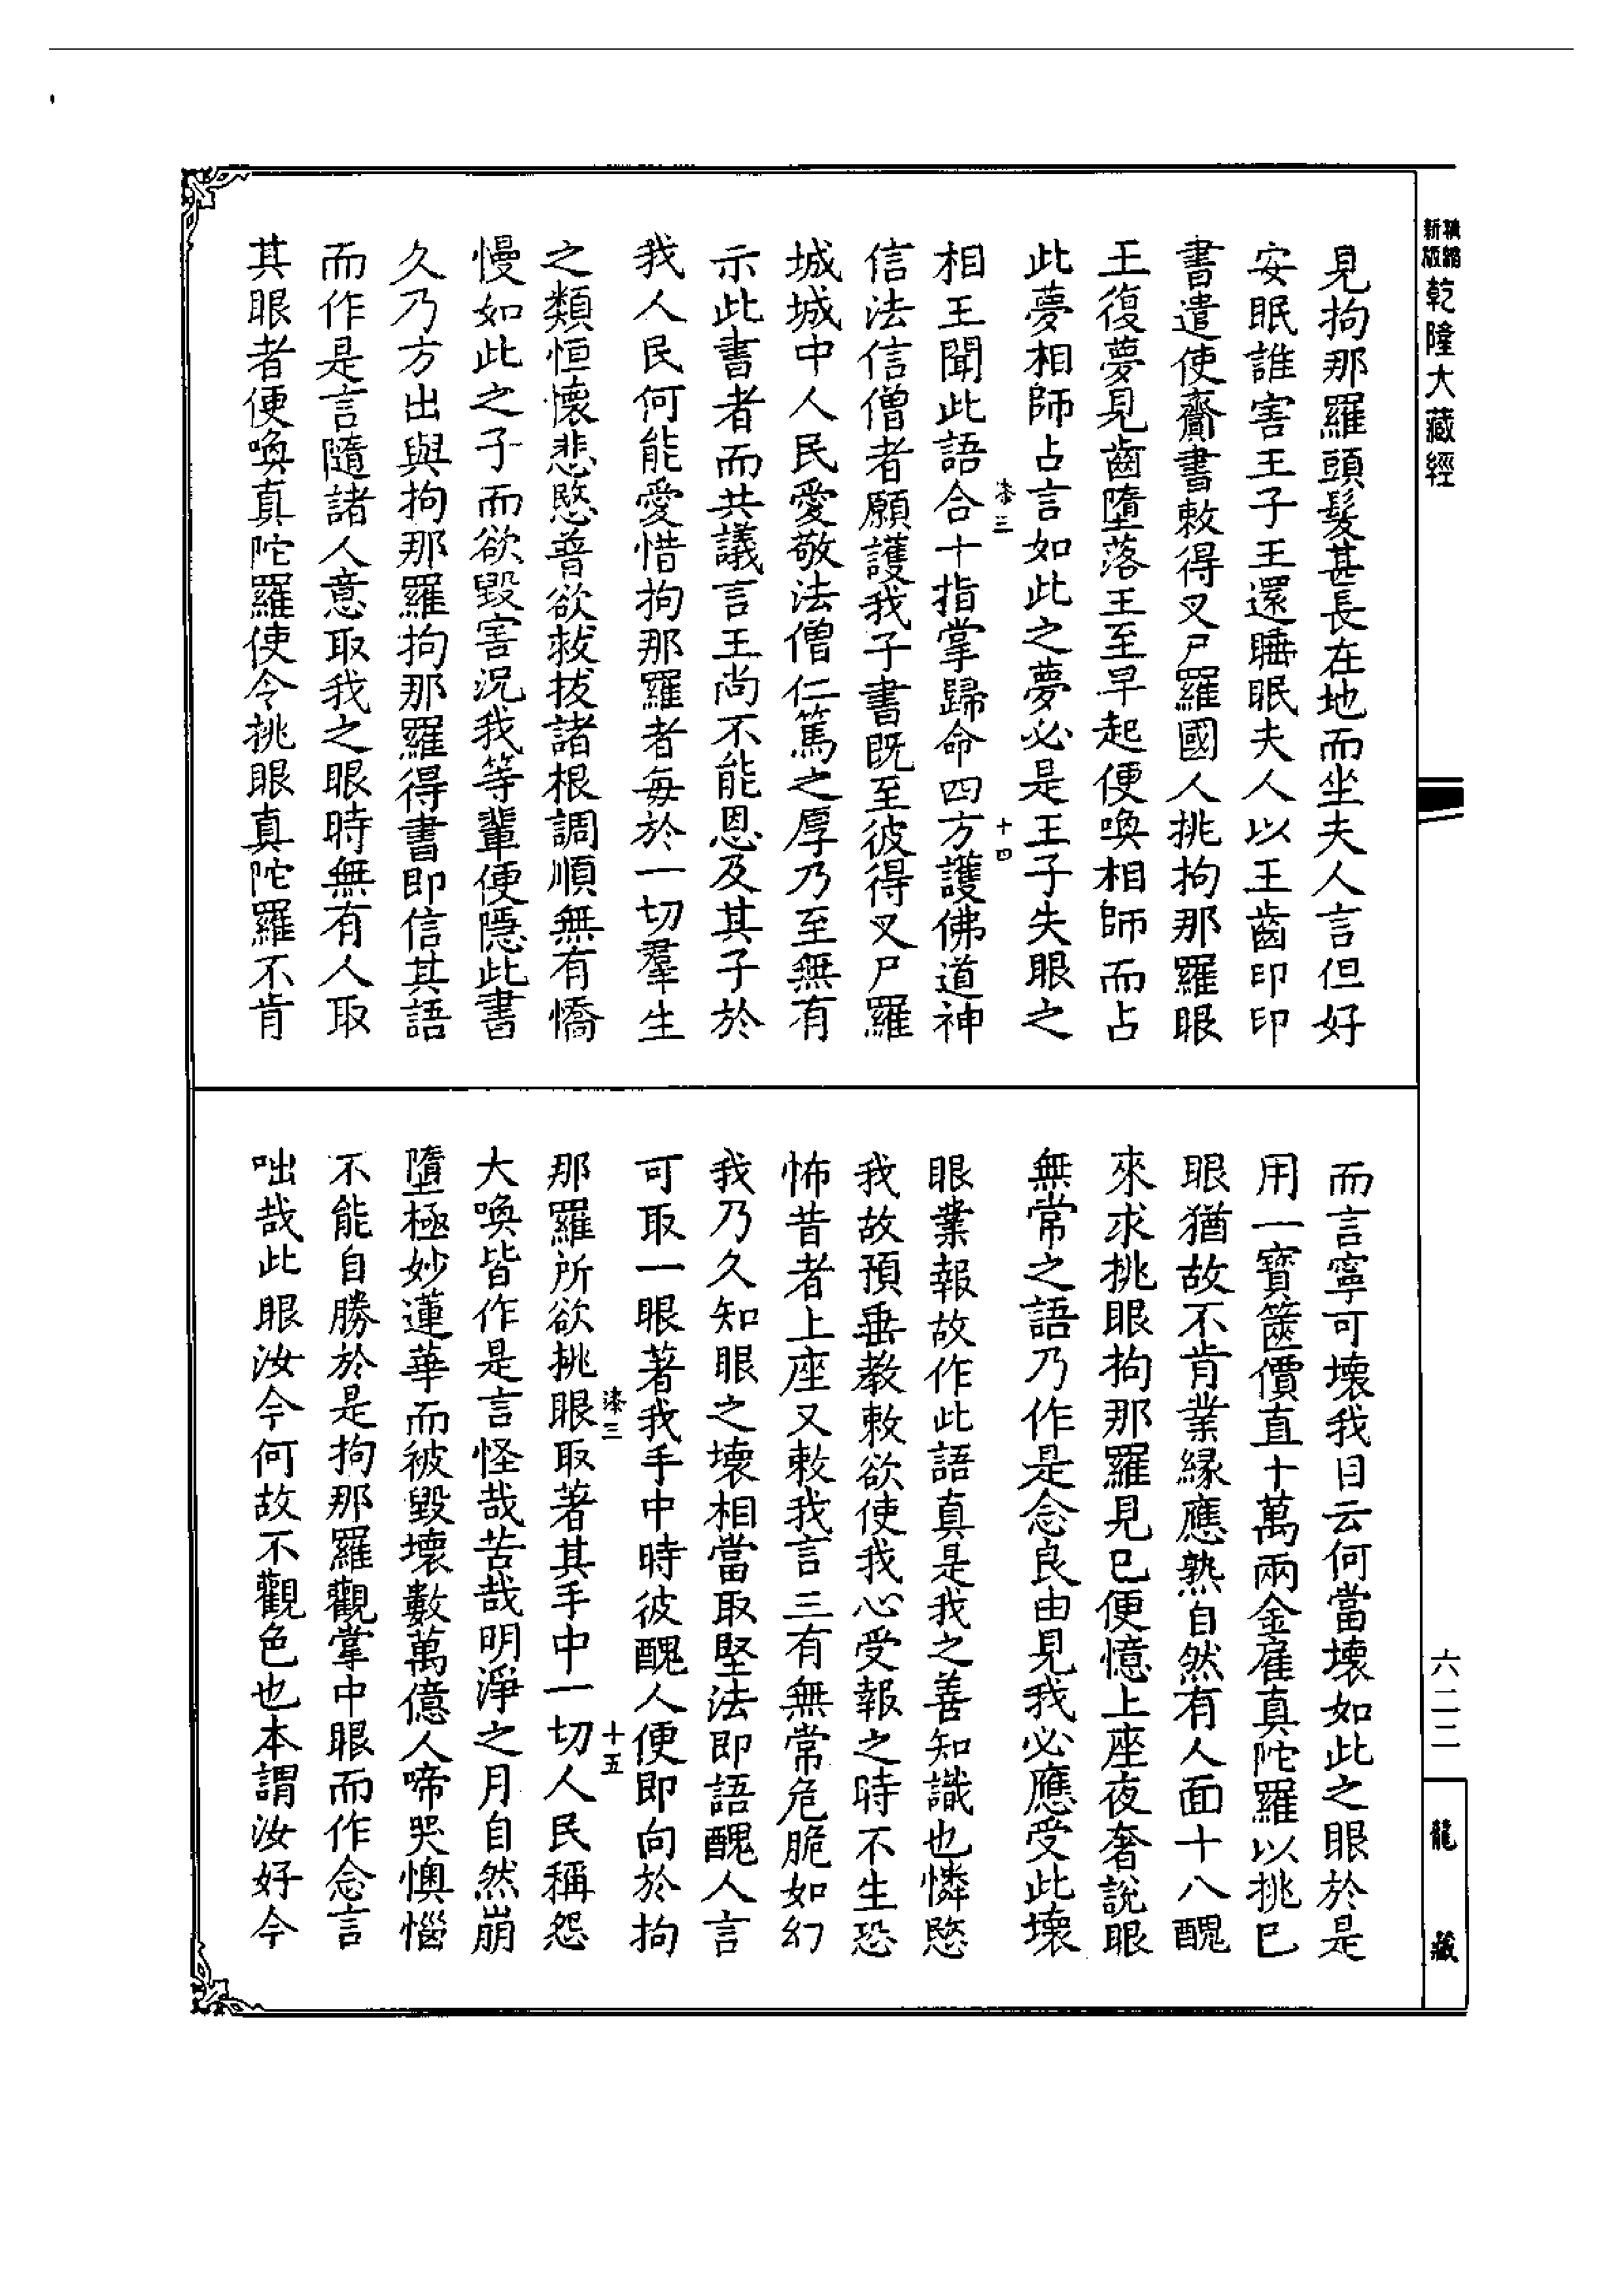 新版精縮
乾隆大藏經
見拘那羅頭髮甚長在地而坐夫人言但好
安眠誰害王子王還睡眠夫人以王齒印印
書遣使齎書敕得叉尸羅國人挑拘那羅眼
王復夢見齒墮落王至早起便喚相師而占
此夢相師占言如此之夢必是王子失眼之
漆三
十四
相王聞此語合十指掌歸命四方護佛道神
信法信僧者願護我子書既至彼得叉尸羅
城城中人民愛敬法僧仁篤之厚乃至無有
示此書者而共議言王尚不能恩及其子於
我人民何能愛惜拘那羅者每於一切羣生
之類恒懷悲愍普欲救拔諸根調順無有憍
慢如此之子而欲毀害況我等輩便隱此書
久乃方出與拘那羅拘那羅得書即信其語
而作是言隨諸人意取我之眼時無有人取
其眼者便喚真陀羅使令挑眼真陀羅不肯
而言寧可壞我目云何當壞如此之眼於是
用一寶篋價直十萬兩金雇真陀羅以挑巳
眼猶故不肯業緣應熟自然有人面十八醜
來求挑眼拘那羅見巳便憶上座夜奢說眼
無常之語乃作是念良由見我必應受此壞
眼業報故作此語真是我之善知識也憐愍
我故預垂教敕欲使我心受報之時不生恐
怖昔者上座又敕我言三有無常危脆如幻
我乃久知眼之壞相當取堅法即語醜人言
可取一眼著我手中時彼醜人便即向於拘
漆三
十五
那羅所欲挑眼取著其手中一切人民稱怨
大喚皆作是言怪哉苦哉明淨之月自然崩
墮極妙蓮華而被毀壞數萬億人啼哭懊惱
不能自勝於是拘那羅觀掌中眼而作念言
咄哉此眼汝今何故不觀色也本謂汝好今
六二二
龍藏